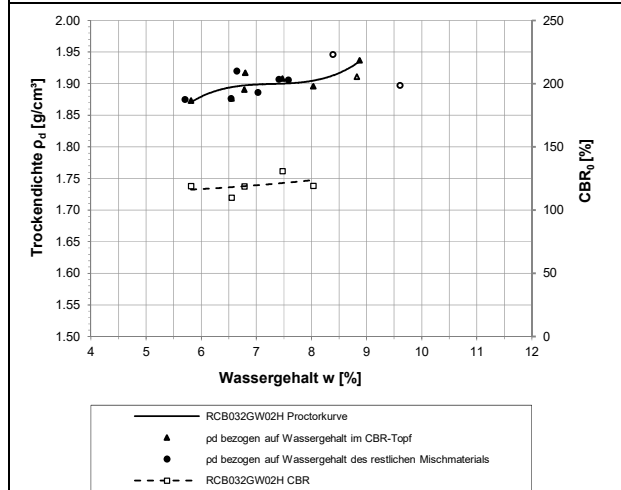 2.00
1.95
1.90
1.85
1.80
1.75
1.70
1.65
1.60
1.55
1.50
Trockendichte ρd [g/cm³]
250
200
150
100
50
0
CBR0 [%]
4 5 6 7 8 9 10 11 12
Wassergehalt w [%]
RCB032GW02H Proctorkurve
ρd bezogen auf Wassergehalt im CBR-Topf
ρd bezogen auf Wassergehalt des restlichen Mischmaterials
RCB032GW02H CBR